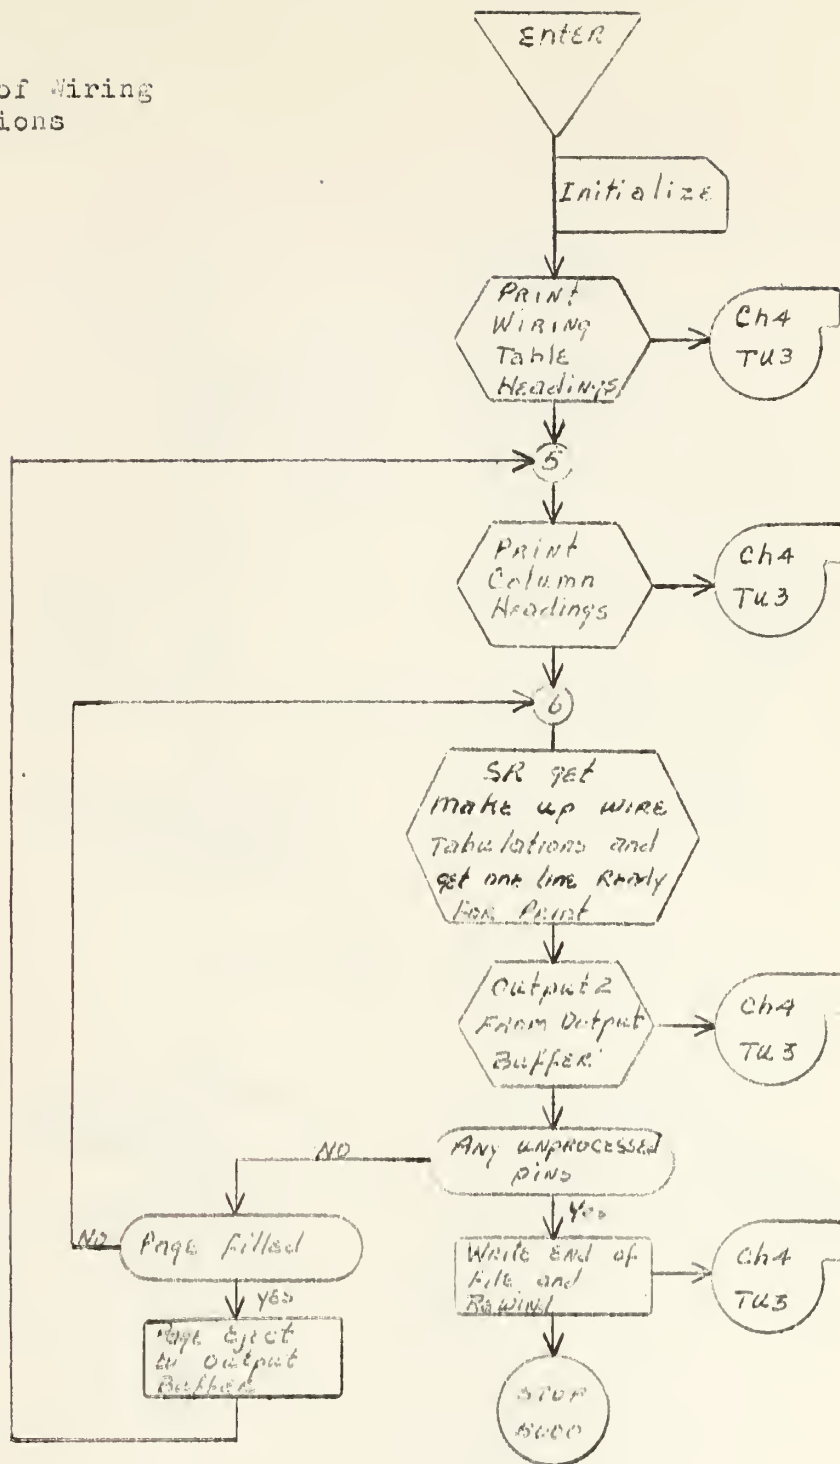 of Wiring
ions
Enter
Initialize
Print
Wiring
Table
Headings
Ch4
TU3
5
Print
Column
Headings
Ch4
TU3
6
SR get
make up wire
Tabulations and
get one line Ready
For Print
Output 2
From Output
Buffer
Ch4
TU3
NO
Any unprocessed
pins
Yes
NO
Page filled
Write End of
File and
Rewind
Ch4
TU3
YES
Page Eject
to Output
Buffer
STOP